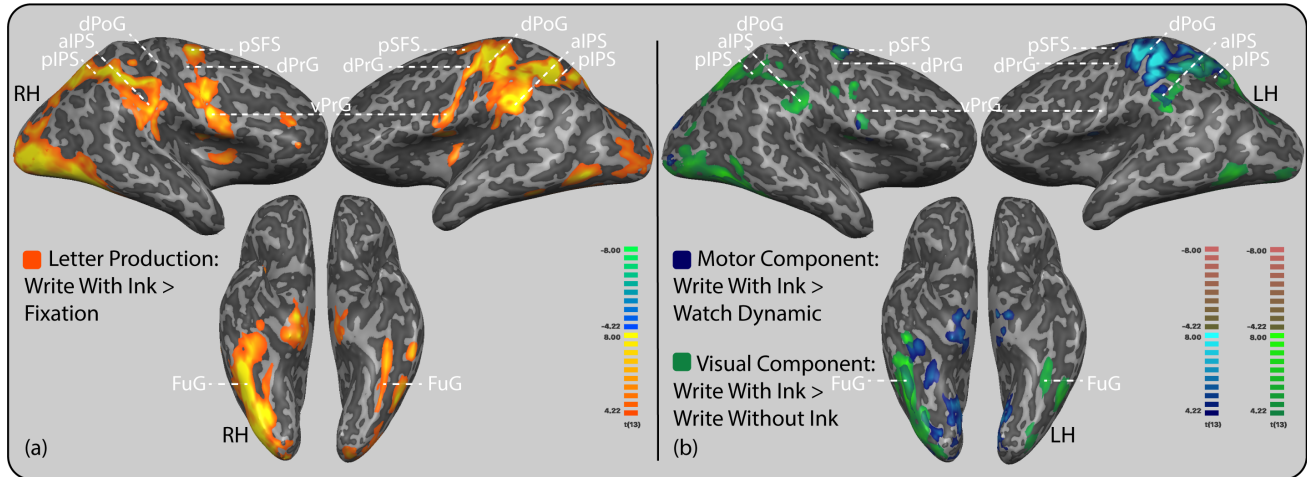 dPoG
aIPS
pIPS
pSFS
dPrG
RH
vPrG
pSFS
dPrG
dPoG
aIPS
pIPS
Letter Production:
Write With Ink >
Fixation
-8.00
-4.22
8.00
4.22
t(13)
FuG
FuG
RH
(a)
dPoG
aIPS
pIPS
pSFS
dPrG
vPrG
pSFS
dPrG
dPoG
aIPS
pIPS
LH
Motor Component:
Write With Ink >
Watch Dynamic
Visual Component:
Write With Ink >
Write Without Ink
-8.00
-4.22
8.00
4.22
t(13)
-8.00
-4.22
8.00
4.22
t(13)
FuG
FuG
LH
(b)